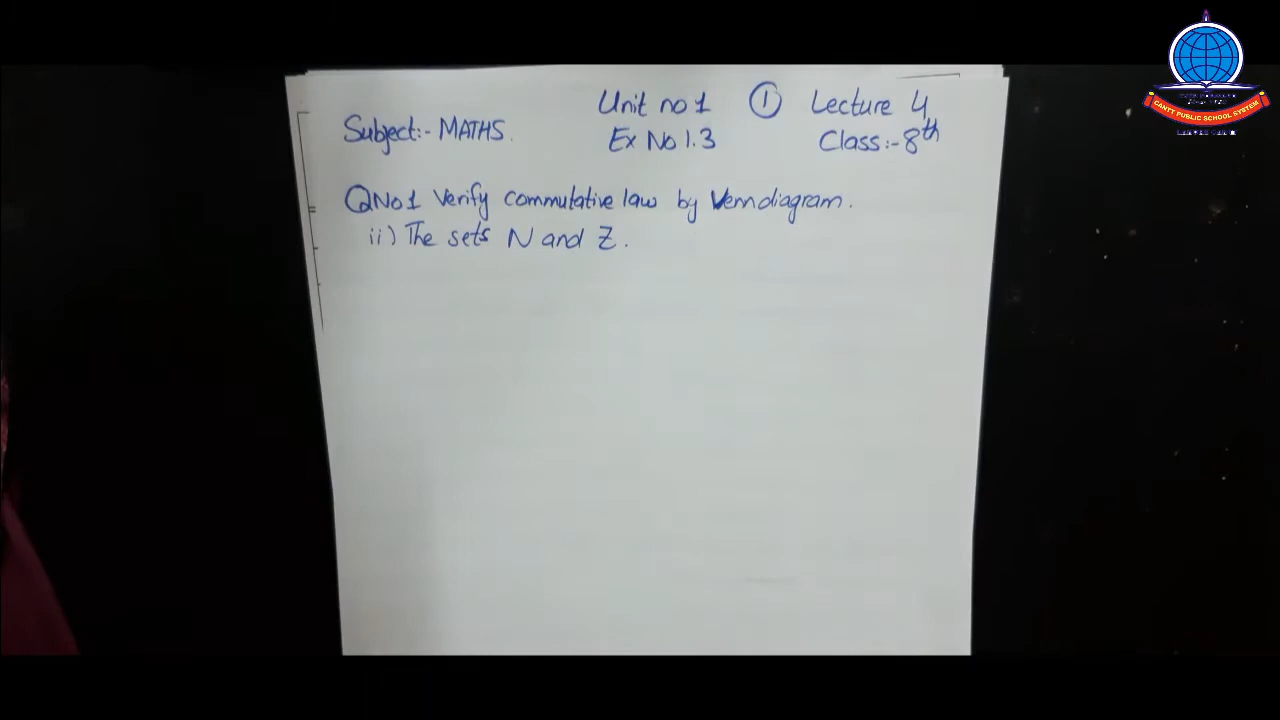 Unit no 1 ① Lecture 4
Subject:- MATHS.
Ex No 1.3
Class:- 8th
QNo1 Verify commutative law by Venndiagram.
ii) The sets N and Z.
CANTT PUBLIC SCHOOL SYSTEM